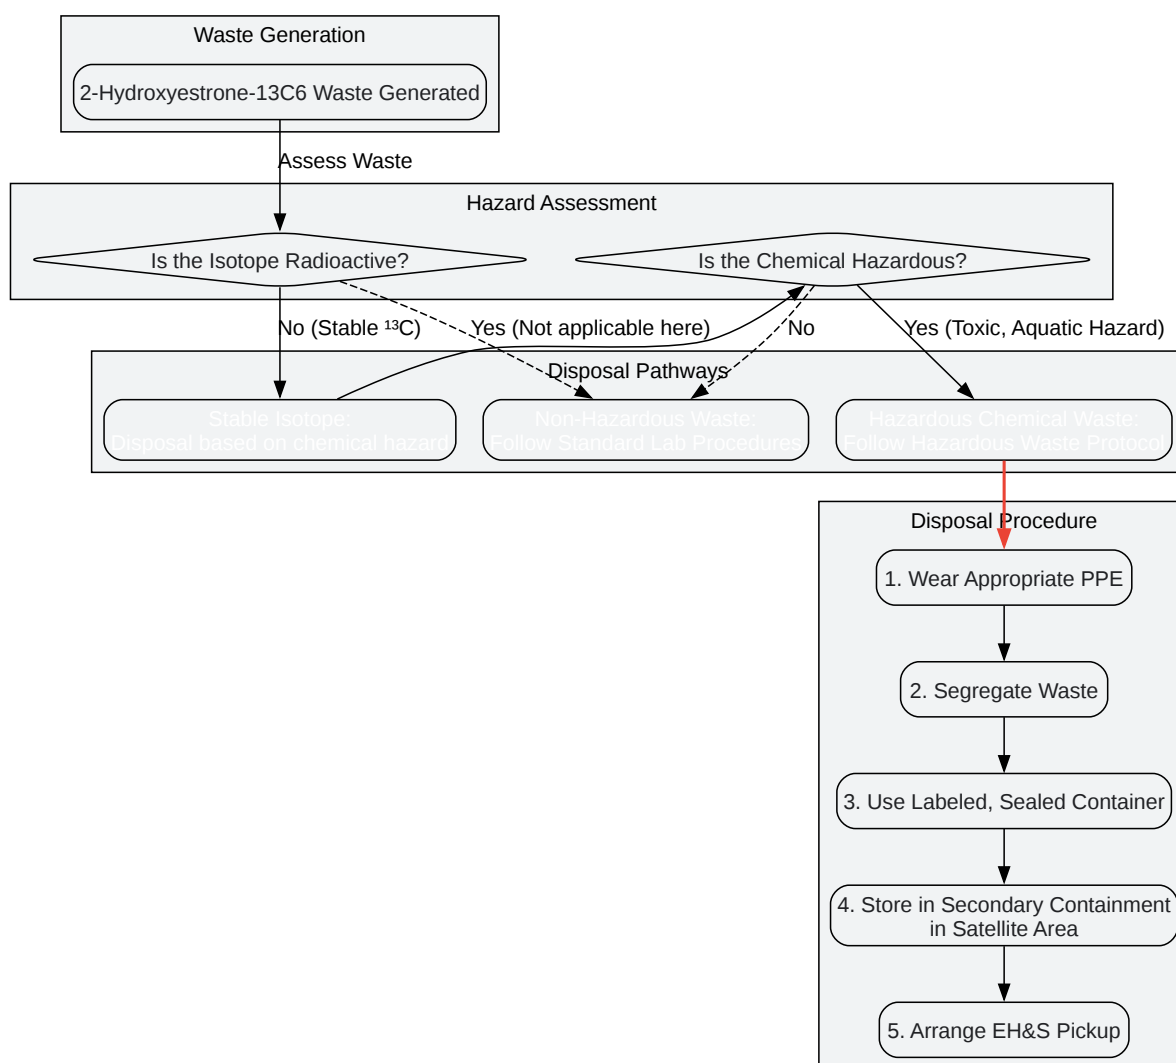 Waste Generation
2-Hydroxyestrone-13C6 Waste Generated
Assess Waste
Hazard Assessment
Is the Isotope Radioactive?
Is the Chemical Hazardous?
No (Stable ¹³C)
Yes (Not applicable here)
No
Yes (Toxic, Aquatic Hazard)
Disposal Pathways
Stable Isotope:
Disposal based on chemical hazard
Non-Hazardous Waste:
Follow Standard Lab Procedures
Hazardous Chemical Waste:
Follow Hazardous Waste Protocol
Disposal Procedure
1. Wear Appropriate PPE
2. Segregate Waste
3. Use Labeled, Sealed Container
4. Store in Secondary Containment
in Satellite Area
5. Arrange EH&S Pickup